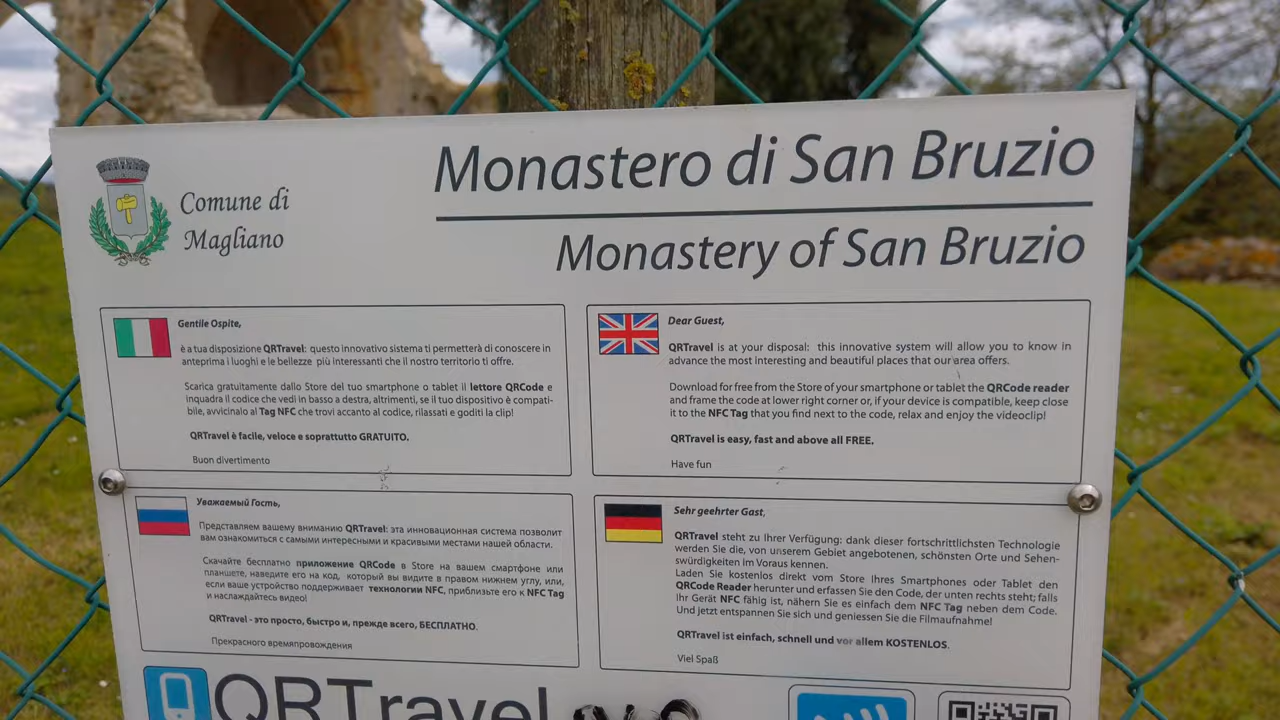 Comune di
Magliano
Monastero di San Bruzio
Monastery of San Bruzio
Gentile Ospite,
è a tua disposizione QRTravel: questo innovativo sistema ti permetterà di conoscere in
anteprima i luoghi e le bellezze più interessanti che il nostro territorio ti offre.
Scarica gratuitamente dallo Store del tuo smartphone o tablet il lettore QRCode e
inquadra il codice che vedi in basso a destra, altrimenti, se il tuo dispositivo è compati-
bile, avvicinalo al Tag NFC che trovi accanto al codice, rilassati e goditi la clip!
QRTravel è facile, veloce e soprattutto GRATUITO.
Buon divertimento
Dear Guest,
QRTravel is at your disposal: this innovative system will allow you to know in
advance the most interesting and beautiful places that our area offers.
Download for free from the Store of your smartphone or tablet the QRCode reader
and frame the code at lower right corner or, if your device is compatible, keep close
it to the NFC Tag that you find next to the code, relax and enjoy the videoclip!
QRTravel is easy, fast and above all FREE.
Have fun
Уважаемый Гость,
Представляем вашему вниманию QRTravel: эта инновационная система позволит
вам ознакомиться с самыми интересными и красивыми местами нашей области.
Скачайте бесплатно приложение QRCode в Store на вашем смартфоне или
планшете, наведите его на код, который вы видите в правом нижнем углу, или,
если ваше устройство поддерживает технологии NFC, приблизьте его к NFC Tag
и наслаждайтесь видео!
QRTravel - это просто, быстро и, прежде всего, БЕСПЛАТНО.
Прекрасного времяпровождения
Sehr geehrter Gast,
QRTravel steht zu Ihrer Verfügung: dank dieser fortschrittlichsten Technologie
werden Sie die, von unserem Gebiet angebotenen, schönsten Orte und Sehen-
swürdigkeiten im Voraus kennen.
Laden Sie kostenlos direkt vom Store Ihres Smartphones oder Tablet den
QRCode Reader herunter und erfassen Sie den Code, der unten rechts steht; falls
Ihr Gerät NFC fähig ist, nähern Sie es einfach dem NFC Tag neben dem Code.
Und jetzt entspannen Sie sich und geniessen Sie die Filmaufnahme!
QRTravel ist einfach, schnell und vor allem KOSTENLOS.
Viel Spaß
QRTravel